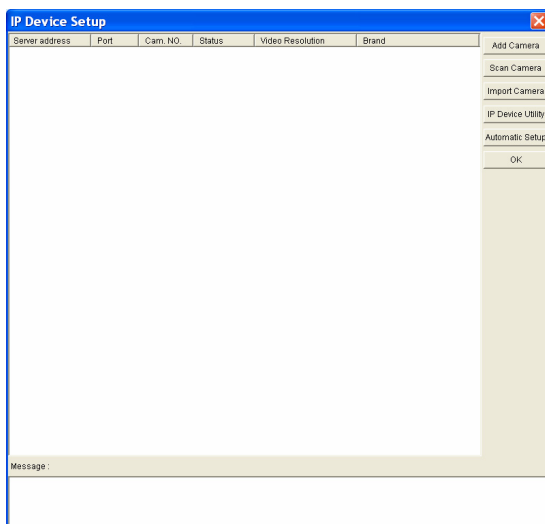 IP Device Setup
Server address Port Cam. NO. Status Video Resolution Brand
Add Camera
Scan Camera
Import Camera
IP Device Utility
Automatic Setup
OK
Message :